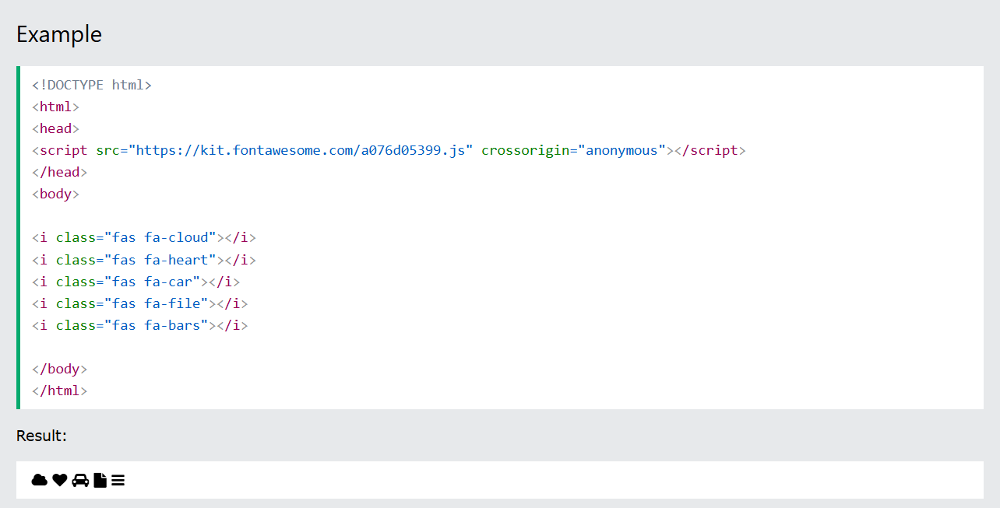 Example
<!DOCTYPE html>
<html>
<head>
<script src="https://kit.fontawesome.com/a076d05399.js" crossorigin="anonymous"></script>
</head>
<body>
<i class="fas fa-cloud"></i>
<i class="fas fa-heart"></i>
<i class="fas fa-car"></i>
<i class="fas fa-file"></i>
<i class="fas fa-bars"></i>
</body>
</html>
Result: